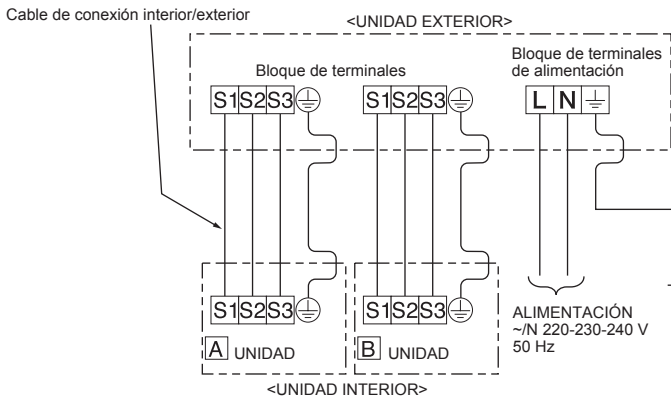 Cable de conexión interior/exterior
<UNIDAD EXTERIOR>
Bloque de terminales
Bloque de terminales
de alimentación
S1 S2 S3
S1 S2 S3
L N
S1 S2 S3
S1 S2 S3
A UNIDAD
B UNIDAD
ALIMENTACIÓN
~/N 220-230-240 V
50 Hz
<UNIDAD INTERIOR>